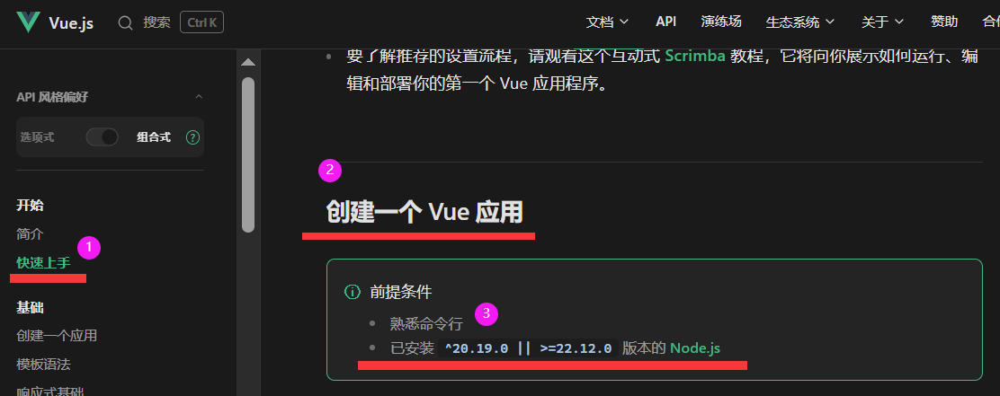 Vue.js 搜索 Ctrl K 文档 API 演练场 生态系统 关于 赞助
要了解推荐的设置流程，请观看这个互动式 Scrimba 教程，它将向你展示如何运行、编
辑和部署你的第一个 Vue 应用程序。
API 风格偏好
选项式 组合式 ?
2
创建一个 Vue 应用
开始
简介
1
快速上手
前提条件
3
熟悉命令行
已安装 ^20.19.0 || >=22.12.0 版本的 Node.js
基础
创建一个应用
模板语法
响应式基础